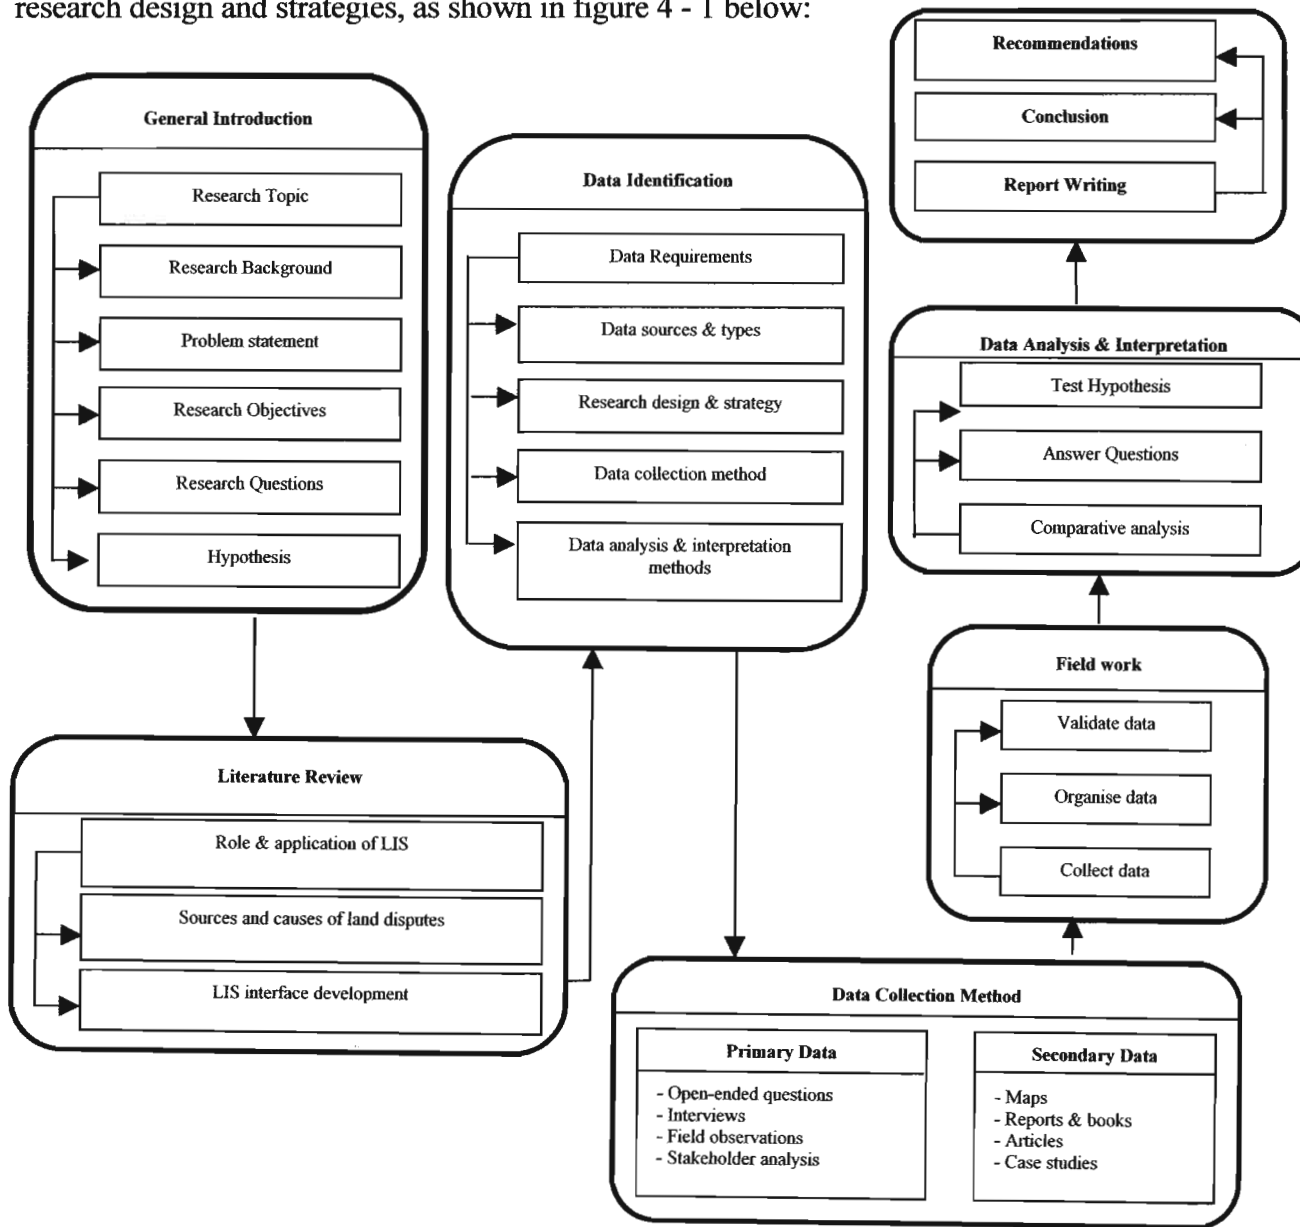 research design and strategies, as shown in figure 4 - 1 below:
General Introduction
Research Topic
Research Background
Problem statement
Research Objectives
Research Questions
Hypothesis
Literature Review
Role & application of LIS
Sources and causes of land disputes
LIS interface development
Data Identification
Data Requirements
Data sources & types
Research design & strategy
Data collection method
Data analysis & interpretation
methods
Data Collection Method
Primary Data
- Open-ended questions
- Interviews
- Field observations
- Stakeholder analysis
Secondary Data
- Maps
- Reports & books
- Articles
- Case studies
Field work
Validate data
Organise data
Collect data
Data Analysis & Interpretation
Test Hypothesis
Answer Questions
Comparative analysis
Recommendations
Conclusion
Report Writing